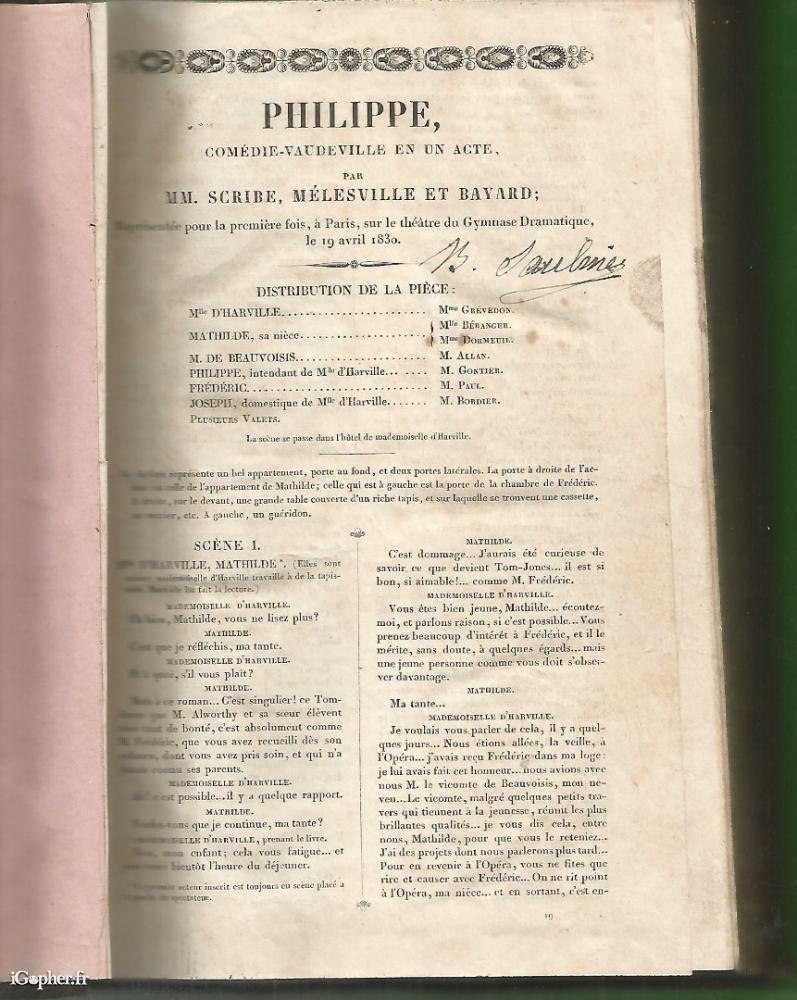 PHILIPPE,
COMÉDIE-VAUDEVILLE EN UN ACTE,
PAR
MM. SCRIBE, MÉLESVILLE ET BAYARD;
pour la première fois, à Paris, sur le théâtre du Gymnase Dramatique,
le 19 avril 1830.
B. Saulnier
DISTRIBUTION DE LA PIÈCE:
Mlle D'HARVILLE.................... Mme GRÉVEDON.
MATHILDE, sa nièce................ { Mlle BÉRANGER.
Mme DORMEUIL.
M. DE BEAUVOISIS................. M. ALLAN.
PHILIPPE, intendant de Mlle d'Harville... .... M. GONTIER.
FRÉDÉRIC........................ M. PAUL.
JOSEPH, domestique de Mlle d'Harville....... M. BORDIER.
PLUSIEURS VALETS.
La scène se passe dans l'hôtel de mademoiselle d'Harville.
représente un bel appartement, porte au fond, et deux portes latérales. La porte à droite de l'ac-
de l'appartement de Mathilde; celle qui est à gauche est la porte de la chambre de Frédéric.
sur le devant, une grande table couverte d'un riche tapis, et sur laquelle se trouvent une cassette,
etc. A gauche, un guéridon.
SCÈNE I.
D'HARVILLE, MATHILDE*. (Elles sont
mademoiselle d'Harville travaille à de la tapis-
Mathilde lui fait la lecture.)
MADEMOISELLE D'HARVILLE.
Mathilde, vous ne lisez plus?
MATHILDE.
C'est que je réfléchis, ma tante.
MADEMOISELLE D'HARVILLE.
quoi, s'il vous plait?
MATHILDE.
ce roman... C'est singulier! ce Tom-
M. Alworthy et sa sœur élèvent
de bonté, c'est absolument comme
M. Frédéric, que vous avez recueilli dès son
dont vous avez pris soin, et qui n'a
connu ses parents.
MADEMOISELLE D'HARVILLE.
est possible... il y a quelque rapport.
MATHILDE.
vous que je continue, ma tante?
MADEMOISELLE D'HARVILLE, prenant le livre.
mon enfant; cela vous fatigue... et
bientôt l'heure du déjeuner.
acteur inscrit est toujours en scène placé à
spectateur.
MATHILDE.
C'est dommage... J'aurais été curieuse de
savoir ce que devient Tom-Jones... il est si
bon, si aimable!... comme M. Frédéric.
MADEMOISELLE D'HARVILLE.
Vous êtes bien jeune, Mathilde... écoutez-
moi, et parlons raison, si c'est possible... Vous
prenez beaucoup d'intérêt à Frédéric, et il le
mérite, sans doute, à quelques égards... mais
une jeune personne comme vous doit s'obser-
ver davantage.
MATHILDE.
Ma tante...
MADEMOISELLE D'HARVILLE.
Je voulais vous parler de cela, il y a quel-
ques jours... Nous étions allées, la veille, à
l'Opéra... j'avais reçu Frédéric dans ma loge:
je lui avais fait cet honneur... nous avions avec
nous M. le vicomte de Beauvoisis, mon ne-
veu... Le vicomte, malgré quelques petits tra-
vers qui tiennent à la jeunesse, réunit les plus
brillantes qualités... je vous dis cela, entre
nous, Mathilde, pour que vous le reteniez...
J'ai des projets dont nous parlerons plus tard...
Pour en revenir à l'Opéra, vous ne fites que
rire et causer avec Frédéric... On ne rit point
à l'Opéra, ma nièce... et en sortant, c'est en-
iGopher.fr